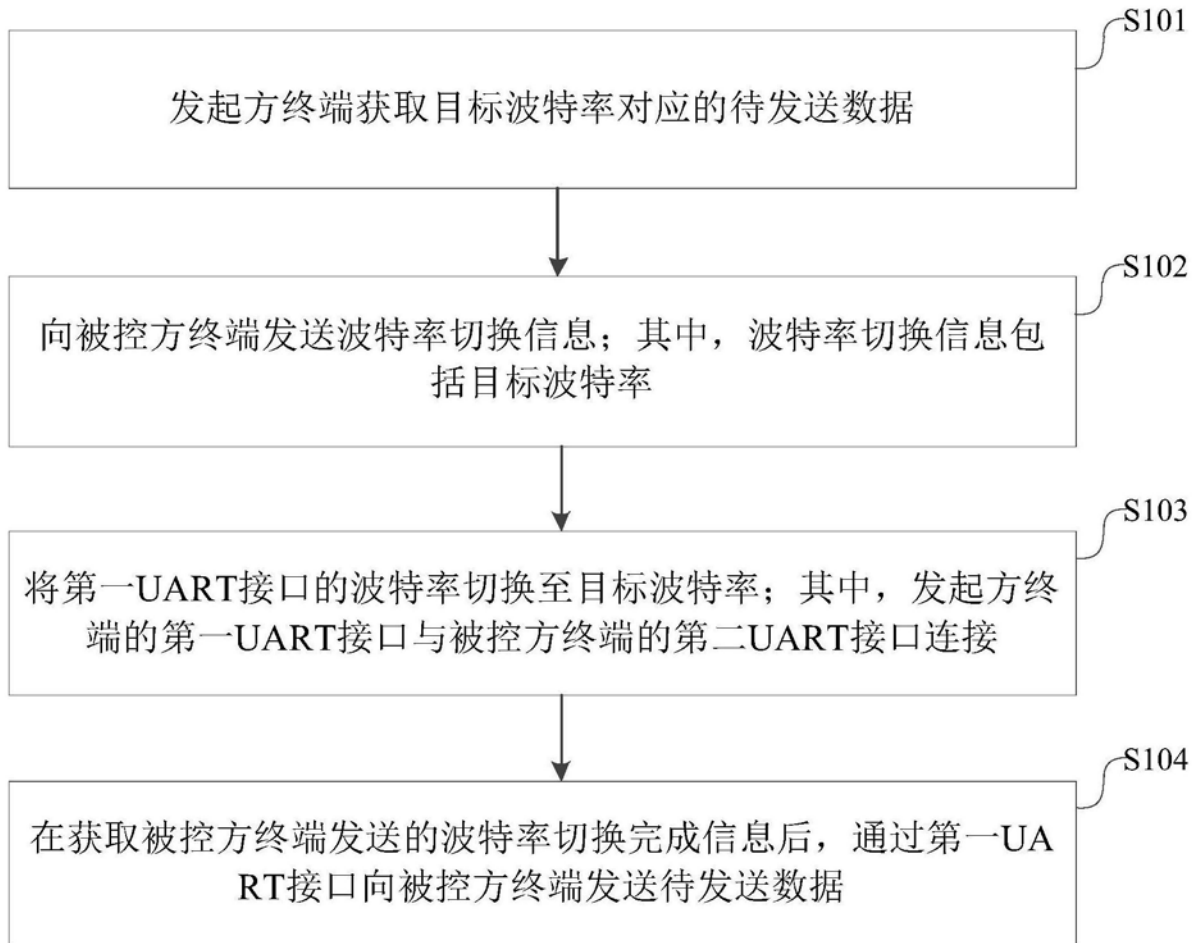 S101
发起方终端获取目标波特率对应的待发送数据
S102
向被控方终端发送波特率切换信息；其中，波特率切换信息包
括目标波特率
S103
将第一UART接口的波特率切换至目标波特率；其中，发起方终
端的第一UART接口与被控方终端的第二UART接口连接
S104
在获取被控方终端发送的波特率切换完成信息后，通过第一UA
RT接口向被控方终端发送待发送数据